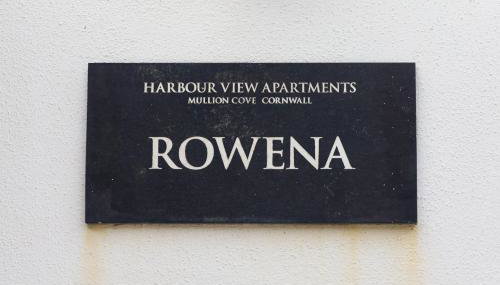 HARBOUR VIEW APARTMENTS
MULLION COVE CORNWALL
ROWENA